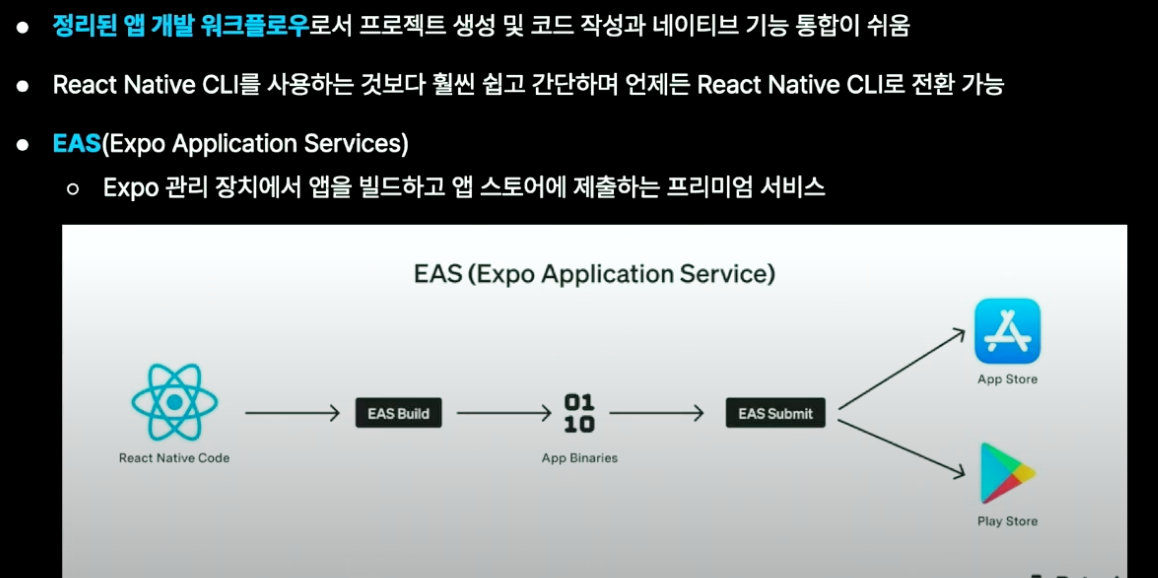 정리된 앱 개발 워크플로우로서 프로젝트 생성 및 코드 작성과 네이티브 기능 통합이 쉬움
React Native CLI를 사용하는 것보다 훨씬 쉽고 간단하며 언제든 React Native CLI로 전환 가능
EAS(Expo Application Services)
Expo 관리 장치에서 앱을 빌드하고 앱 스토어에 제출하는 프리미엄 서비스
EAS (Expo Application Service)
React Native Code
EAS Build
01
10
App Binaries
EAS Submit
App Store
Play Store